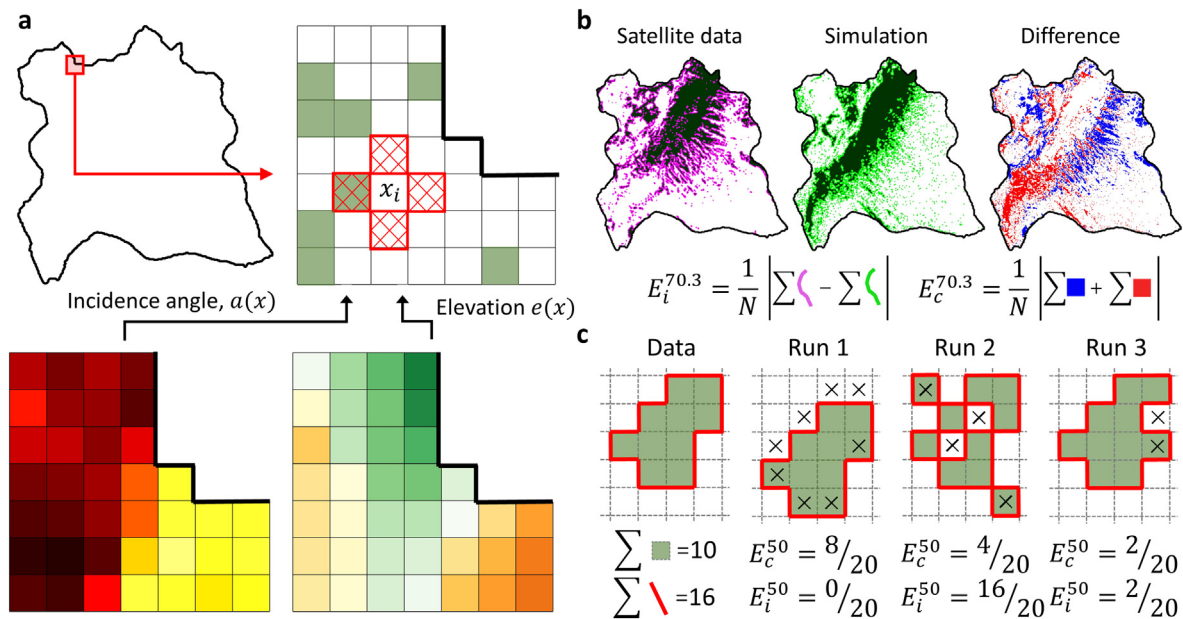 a
x_i
Incidence angle, a(x)
Elevation e(x)
b
Satellite data Simulation Difference
E_i^{70.3} = 1/N |∑ - ∑ | E_c^{70.3} = 1/N |∑ + ∑ |
c
Data Run 1 Run 2 Run 3
∑ =10 E_c^{50} = 8/20 E_c^{50} = 4/20 E_c^{50} = 2/20
∑ =16 E_i^{50} = 0/20 E_i^{50} = 16/20 E_i^{50} = 2/20